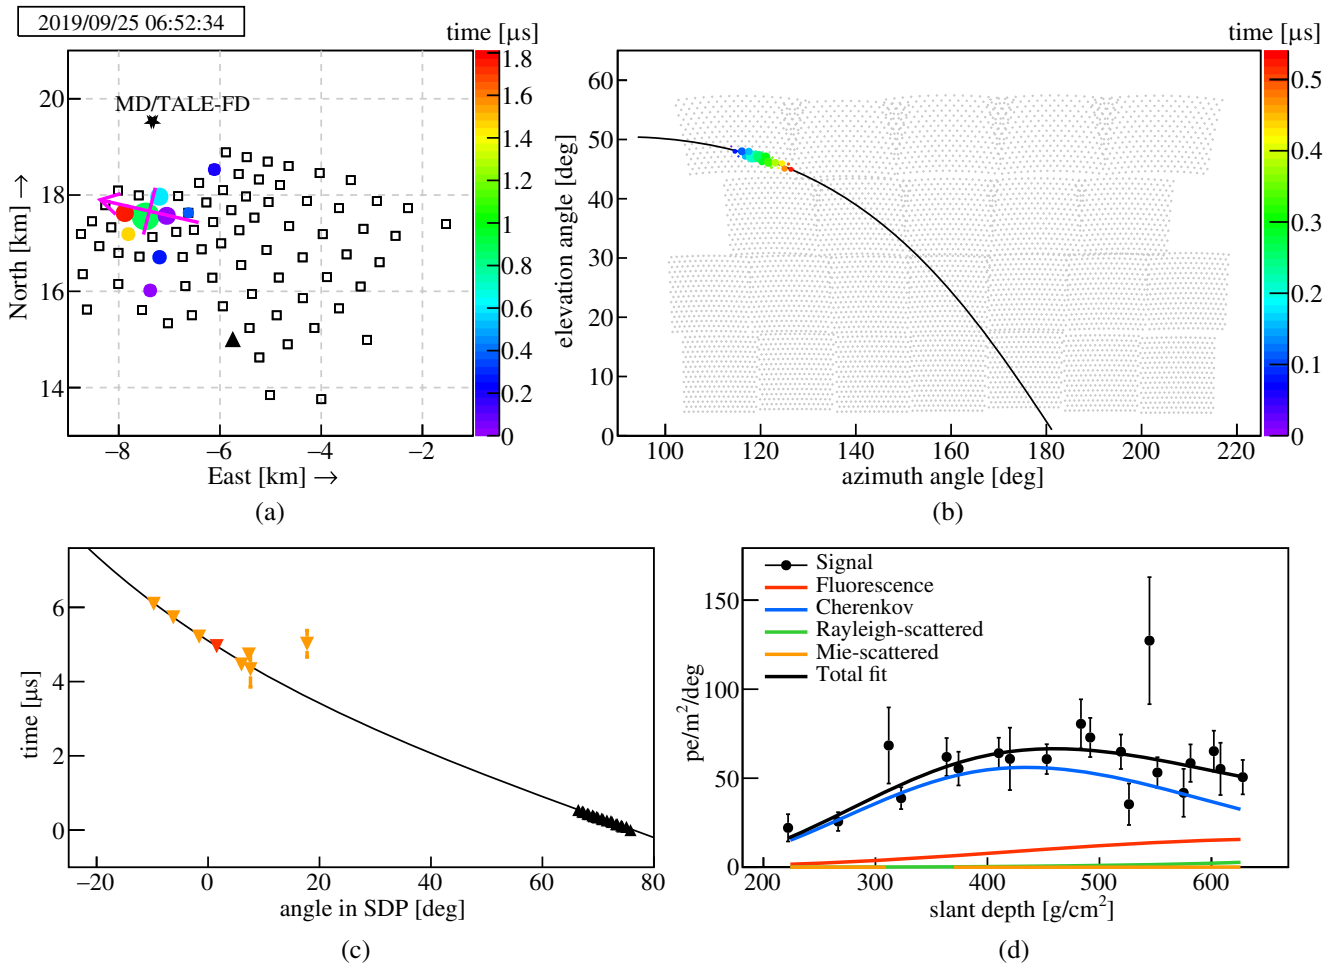 2019/09/25 06:52:34
time [μs]
MD/TALE-FD
20
18
16
14
−8
−6
−4
−2
North [km] →
East [km] →
1.8
1.6
1.4
1.2
1
0.8
0.6
0.4
0.2
0
(a)
time [μs]
60
50
40
30
20
10
0
100
120
140
160
180
200
220
elevation angle [deg]
azimuth angle [deg]
0.5
0.4
0.3
0.2
0.1
0
(b)
6
4
2
0
−20
0
20
40
60
80
time [μs]
angle in SDP [deg]
(c)
Signal
Fluorescence
Cherenkov
Rayleigh-scattered
Mie-scattered
Total fit
150
100
50
0
200
300
400
500
600
pe/m²/deg
slant depth [g/cm²]
(d)